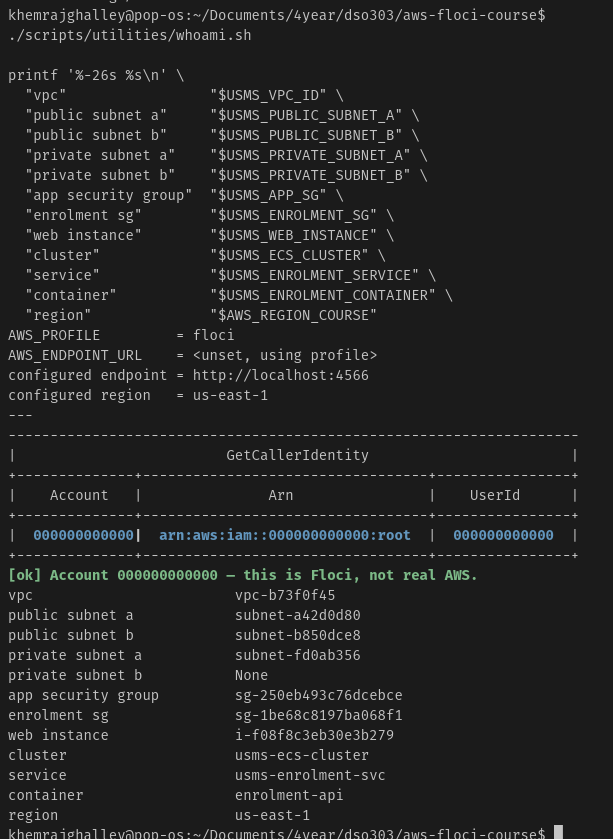 khemrajghalley@pop-os:~/Documents/4year/dso303/aws-floci-course$
./scripts/utilities/whoami.sh
printf '%-26s %s\n' \
"vpc" "$USMS_VPC_ID" \
"public subnet a" "$USMS_PUBLIC_SUBNET_A" \
"public subnet b" "$USMS_PUBLIC_SUBNET_B" \
"private subnet a" "$USMS_PRIVATE_SUBNET_A" \
"private subnet b" "$USMS_PRIVATE_SUBNET_B" \
"app security group" "$USMS_APP_SG" \
"enrolment sg" "$USMS_ENROLMENT_SG" \
"web instance" "$USMS_WEB_INSTANCE" \
"cluster" "$USMS_ECS_CLUSTER" \
"service" "$USMS_ENROLMENT_SERVICE" \
"container" "$USMS_ENROLMENT_CONTAINER" \
"region" "$AWS_REGION_COURSE"
AWS_PROFILE = floci
AWS_ENDPOINT_URL = <unset, using profile>
configured endpoint = http://localhost:4566
configured region = us-east-1
---
--------------------------------------------------------------------
| GetCallerIdentity |
+--------------+----------------------------------+----------------+
| Account | Arn | UserId |
+--------------+----------------------------------+----------------+
| 000000000000| arn:aws:iam::000000000000:root | 000000000000 |
+--------------+----------------------------------+----------------+
[ok] Account 000000000000 — this is Floci, not real AWS.
vpc vpc-b73f0f45
public subnet a subnet-a42d0d80
public subnet b subnet-b850dce8
private subnet a subnet-fd0ab356
private subnet b None
app security group sg-250eb493c76dcebce
enrolment sg sg-1be68c8197ba068f1
web instance i-f08f8c3eb30e3b279
cluster usms-ecs-cluster
service usms-enrolment-svc
container enrolment-api
region us-east-1
khemrajghalley@pop-os:~/Documents/4year/dso303/aws-floci-course$